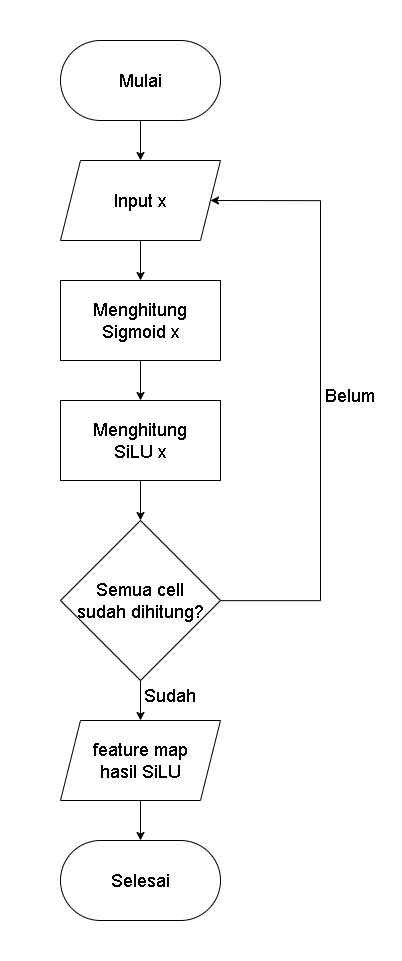 Mulai
Input x
Menghitung
Sigmoid x
Menghitung
SiLU x
Belum
Semua cell
sudah dihitung?
Sudah
feature map
hasil SiLU
Selesai